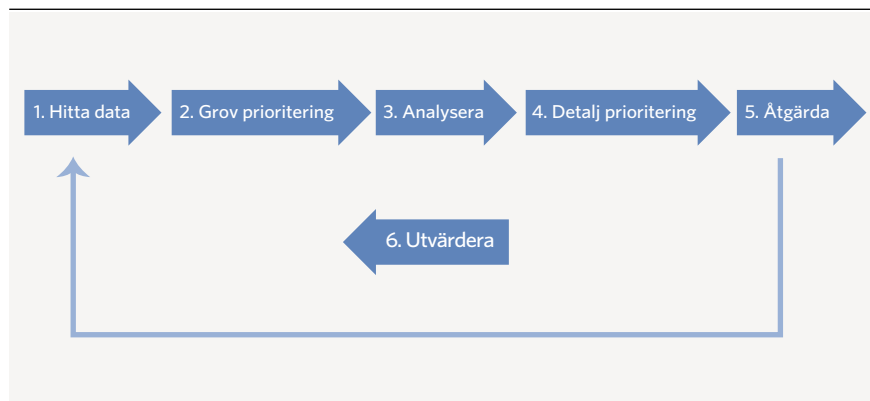 1. Hitta data
2. Grov prioritering
3. Analysera
4. Detalj prioritering
5. Åtgärda
6. Utvärdera